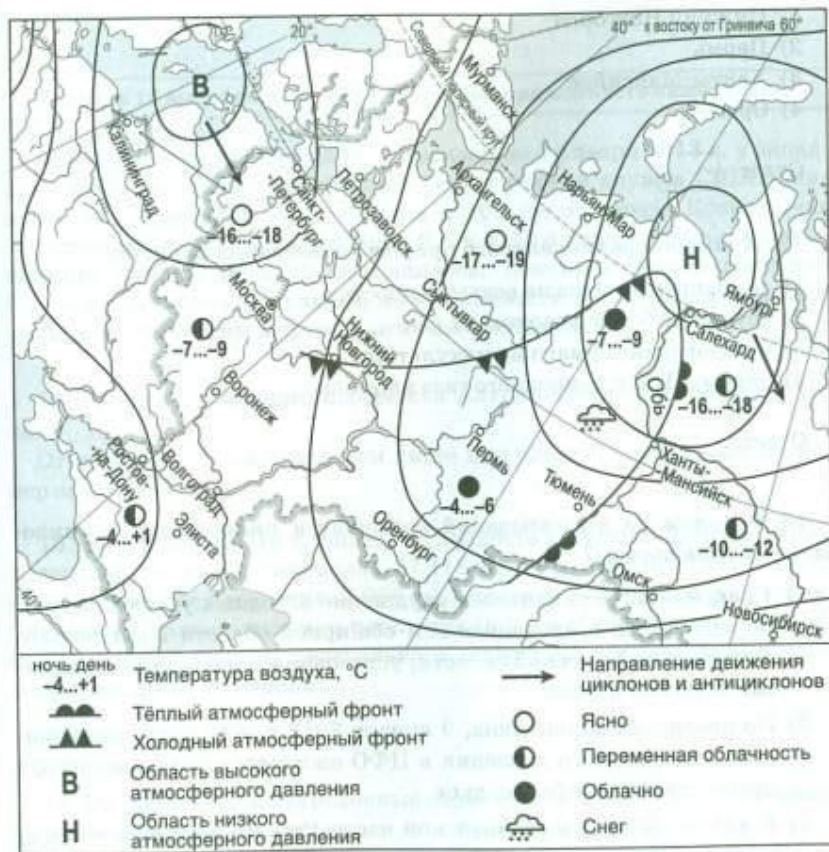 20°
40° к востоку от Гринвича 60°
В
Северный полярный круг
Мурманск
Калининград
Санкт-
Петербург
-16...-18
Петрозаводск
Архангельск
-17...-19
Нарьян-Мар
Н
Ямбург
Салехард
Москва
-7...-9
Сыктывкар
-7...-9
Нижний
Новгород
Обь
-16...-18
Воронеж
Пермь
-4...-6
Ханты-
Мансийск
Ростов-
на-Дону
Волгоград
-4...+1
Элиста
Оренбург
Тюмень
-10...-12
Омск
Новосибирск
40°
ночь день
-4...+1
Температура воздуха, °С
Тёплый атмосферный фронт
Холодный атмосферный фронт
В
Область высокого
атмосферного давления
Н
Область низкого
атмосферного давления
Направление движения
циклонов и антициклонов
Ясно
Переменная облачность
Облачно
Снег